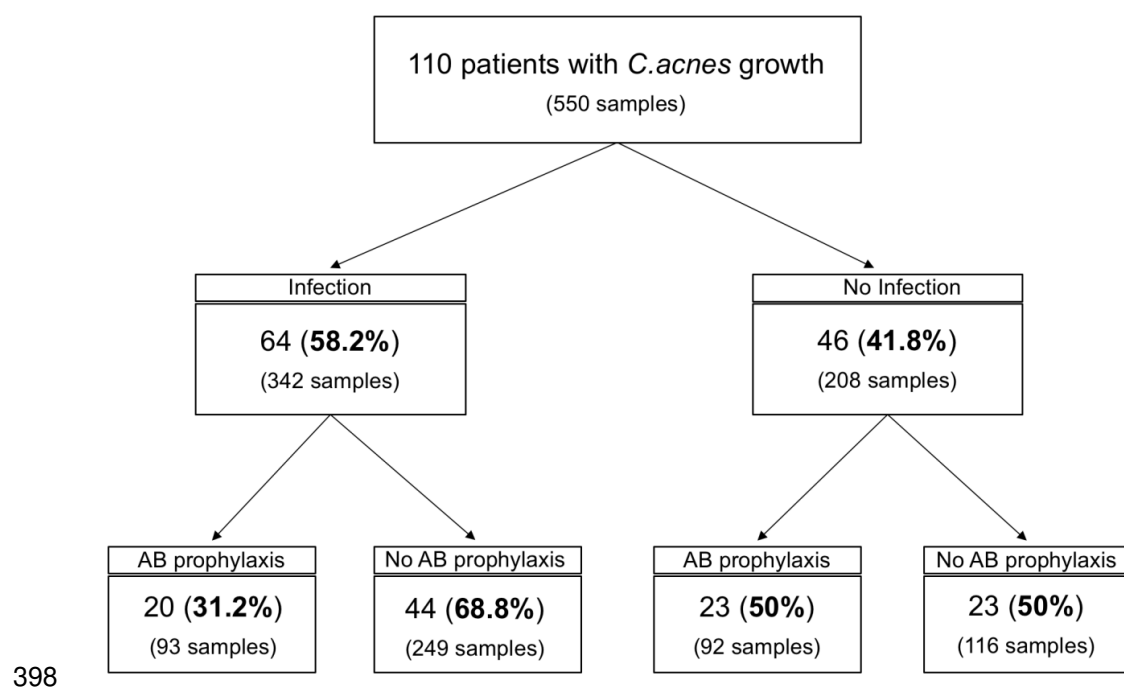 110 patients with C.acnes growth
(550 samples)
Infection
64 (58.2%)
(342 samples)
No Infection
46 (41.8%)
(208 samples)
AB prophylaxis
20 (31.2%)
(93 samples)
No AB prophylaxis
44 (68.8%)
(249 samples)
AB prophylaxis
23 (50%)
(92 samples)
No AB prophylaxis
23 (50%)
(116 samples)
398